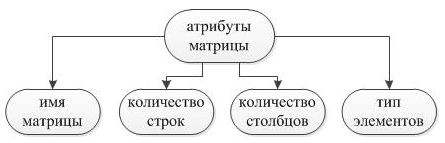 атрибуты
матрицы
имя
матрицы
количество
строк
количество
столбцов
тип
элементов